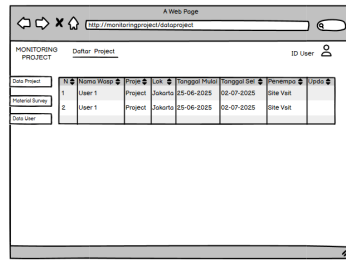 A Web Page
http://monitoringproject/dataproject
MONITORING PROJECT
Daftar Project
ID User
Data Project
Material Survey
Data User
N Nama Wasp Proje Lok Tanggal Mulai Tanggal Sel Penempa Upda
1 User 1 Project Jakarta 25-06-2025 02-07-2025 Site Vsit
2 User 1 Project Jakarta 25-06-2025 02-07-2025 Site Vsit